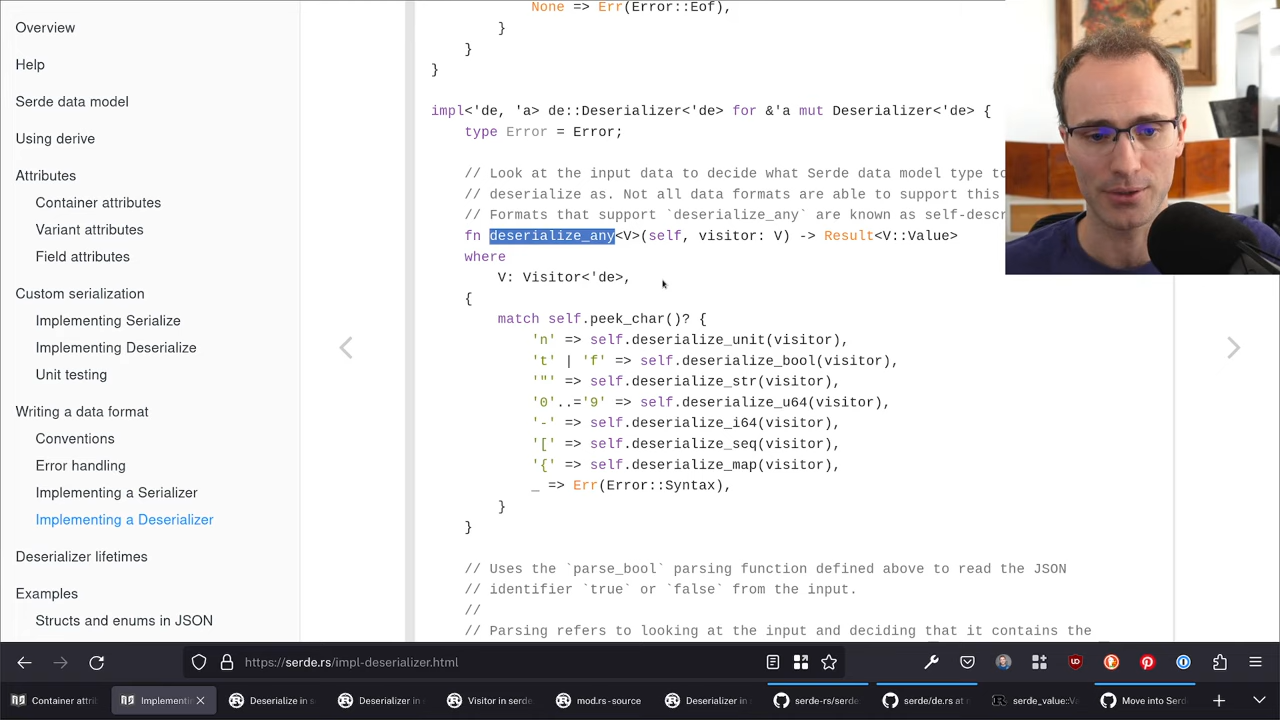 Overview
Help
Serde data model
Using derive
Attributes
Container attributes
Variant attributes
Field attributes
Custom serialization
Implementing Serialize
Implementing Deserialize
Unit testing
Writing a data format
Conventions
Error handling
Implementing a Serializer
Implementing a Deserializer
Deserializer lifetimes
Examples
Structs and enums in JSON
None => Err(Error::Eof),
}
}
}
impl<'de, 'a> de::Deserializer<'de> for &'a mut Deserializer<'de> {
type Error = Error;
// Look at the input data to decide what Serde data model type to
// deserialize as. Not all data formats are able to support this
// Formats that support `deserialize_any` are known as self-descr
fn deserialize_any<V>(self, visitor: V) -> Result<V::Value>
where
V: Visitor<'de>,
{
match self.peek_char()? {
'n' => self.deserialize_unit(visitor),
't' | 'f' => self.deserialize_bool(visitor),
'"' => self.deserialize_str(visitor),
'0'..='9' => self.deserialize_u64(visitor),
'-' => self.deserialize_i64(visitor),
'[' => self.deserialize_seq(visitor),
'{' => self.deserialize_map(visitor),
_ => Err(Error::Syntax),
}
}
// Uses the `parse_bool` parsing function defined above to read the JSON
// identifier `true` or `false` from the input.
//
// Parsing refers to looking at the input and deciding that it contains the
https://serde.rs/impl-deserializer.html
Container attri
Implementi
Deserialize in s
Deserializer in
Visitor in serde
mod.rs - source
Deserializer in
serde-rs/serde
serde/de.rs at
serde_value::Va
Move into Serd